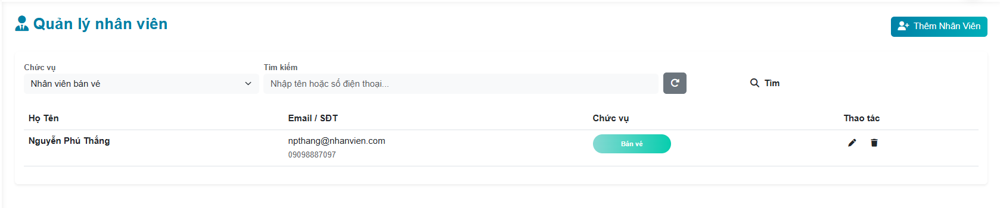 Quản lý nhân viên
Thêm Nhân Viên
Chức vụ
Tìm kiếm
Nhân viên bán vé
Nhập tên hoặc số điện thoại...
Tìm
Họ Tên
Email / SĐT
Chức vụ
Thao tác
Nguyễn Phú Thắng
npthang@nhanvien.com
Bán vé
09098887097